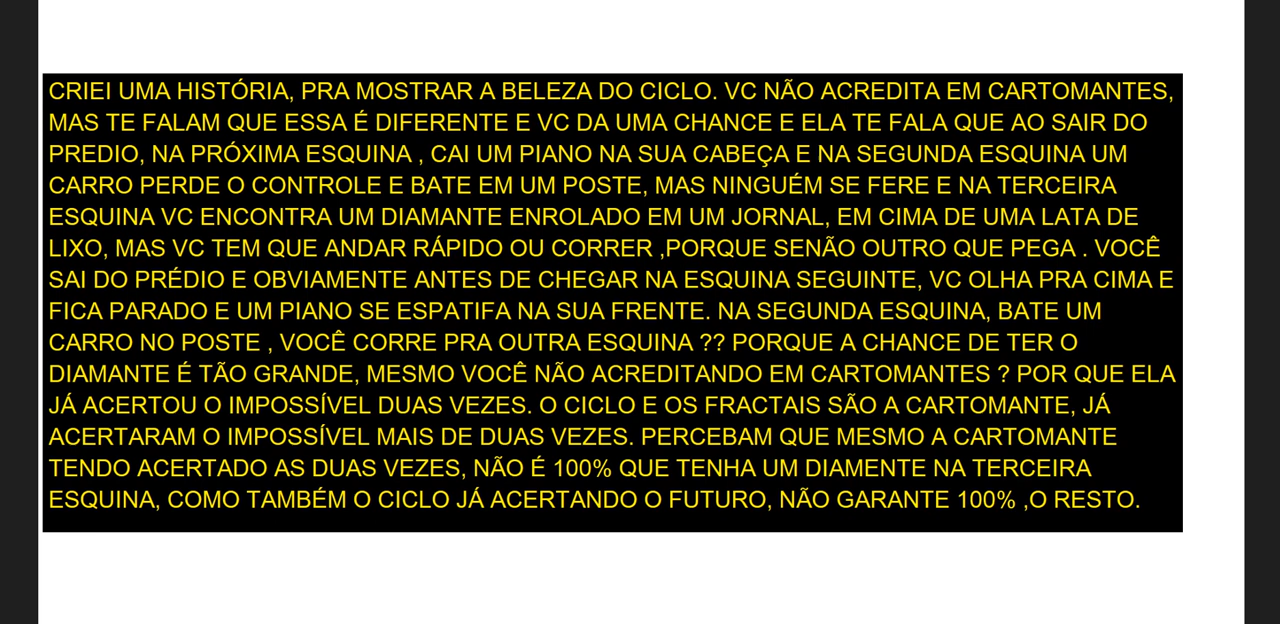 CRIEI UMA HISTÓRIA, PRA MOSTRAR A BELEZA DO CICLO. VC NÃO ACREDITA EM CARTOMANTES,
MAS TE FALAM QUE ESSA É DIFERENTE E VC DA UMA CHANCE E ELA TE FALA QUE AO SAIR DO
PREDIO, NA PRÓXIMA ESQUINA , CAI UM PIANO NA SUA CABEÇA E NA SEGUNDA ESQUINA UM
CARRO PERDE O CONTROLE E BATE EM UM POSTE, MAS NINGUÉM SE FERE E NA TERCEIRA
ESQUINA VC ENCONTRA UM DIAMANTE ENROLADO EM UM JORNAL, EM CIMA DE UMA LATA DE
LIXO, MAS VC TEM QUE ANDAR RÁPIDO OU CORRER ,PORQUE SENÃO OUTRO QUE PEGA . VOCÊ
SAI DO PRÉDIO E OBVIAMENTE ANTES DE CHEGAR NA ESQUINA SEGUINTE, VC OLHA PRA CIMA E
FICA PARADO E UM PIANO SE ESPATIFA NA SUA FRENTE. NA SEGUNDA ESQUINA, BATE UM
CARRO NO POSTE , VOCÊ CORRE PRA OUTRA ESQUINA ?? PORQUE A CHANCE DE TER O
DIAMANTE É TÃO GRANDE, MESMO VOCÊ NÃO ACREDITANDO EM CARTOMANTES ? POR QUE ELA
JÁ ACERTOU O IMPOSSÍVEL DUAS VEZES. O CICLO E OS FRACTAIS SÃO A CARTOMANTE, JÁ
ACERTARAM O IMPOSSÍVEL MAIS DE DUAS VEZES. PERCEBAM QUE MESMO A CARTOMANTE
TENDO ACERTADO AS DUAS VEZES, NÃO É 100% QUE TENHA UM DIAMENTE NA TERCEIRA
ESQUINA, COMO TAMBÉM O CICLO JÁ ACERTANDO O FUTURO, NÃO GARANTE 100% ,O RESTO.